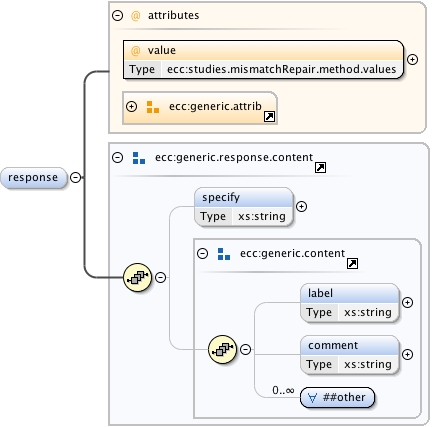 @ attributes
@ value
Type ecc:studies.mismatchRepair.method.values
ecc:generic.attrib
response
ecc:generic.response.content
specify
Type xs:string
ecc:generic.content
label
Type xs:string
comment
Type xs:string
0..∞
∀ ##other